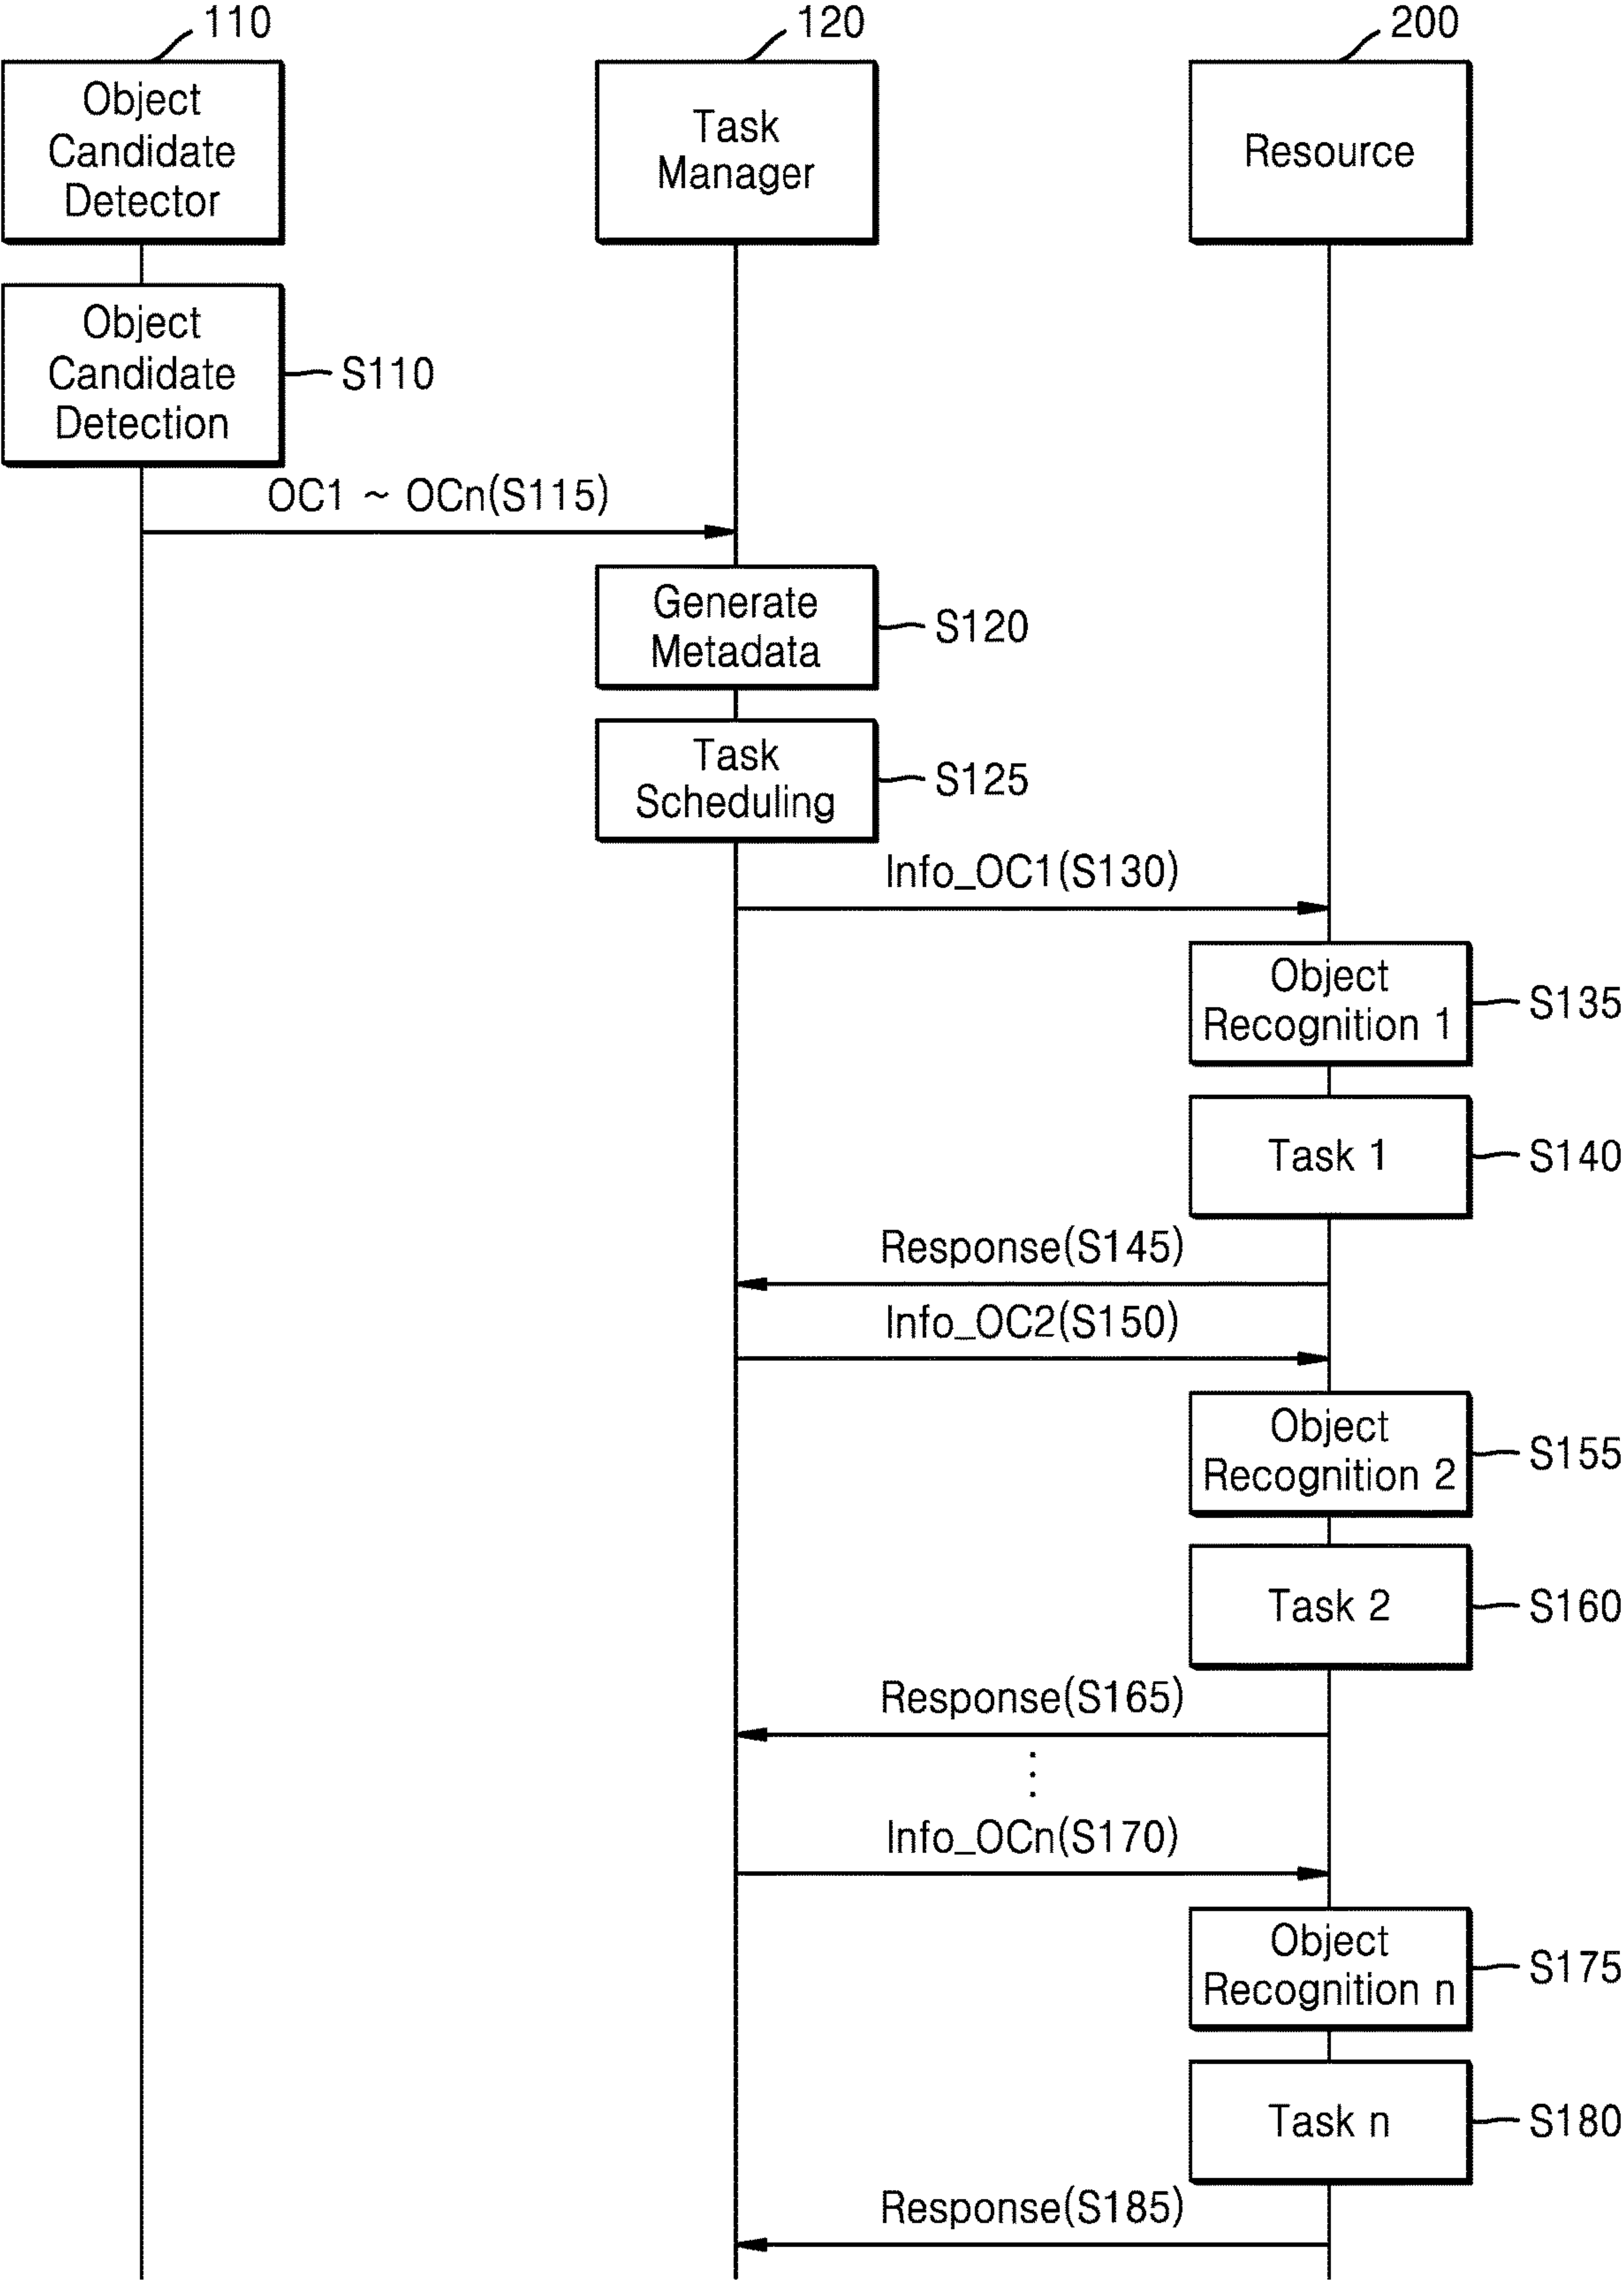 110
120
200
Object
Candidate
Detector
Task
Manager
Resource
Object
Candidate
Detection
S110
OC1 ~ OCn(S115)
Generate
Metadata
S120
Task
Scheduling
S125
Info_OC1(S130)
Object
Recognition 1
S135
Task 1
S140
Response(S145)
Info_OC2(S150)
Object
Recognition 2
S155
Task 2
S160
Response(S165)
Info_OCn(S170)
Object
Recognition n
S175
Task n
S180
Response(S185)